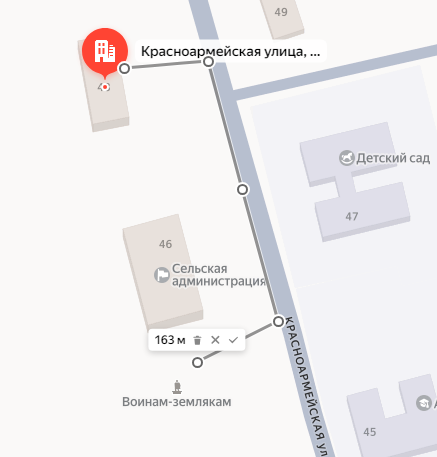 49
Красноармейская улица, ...
Детский сад
47
46
Сельская
администрация
163 м
КРАСНОАРМЕЙСКАЯ УЛ
Воинам-землякам
45